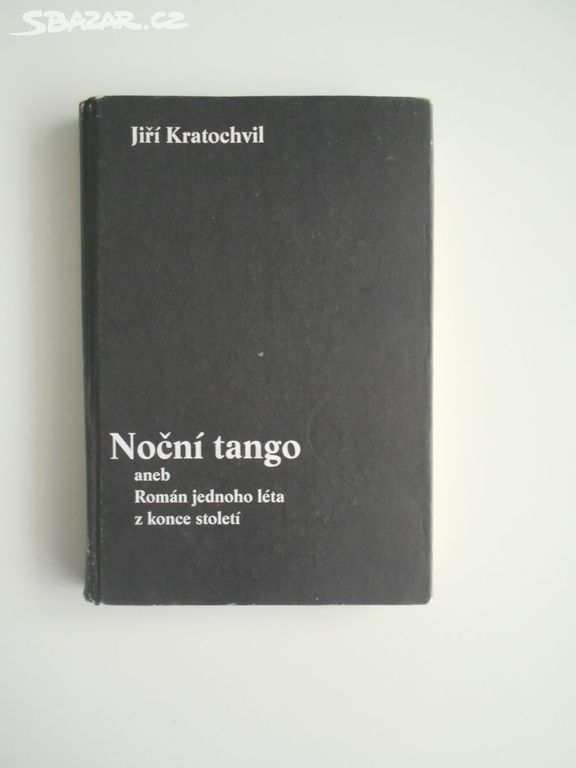 SBAZAR.CZ
Jiří Kratochvil
Noční tango
aneb
Román jednoho léta
z konce století